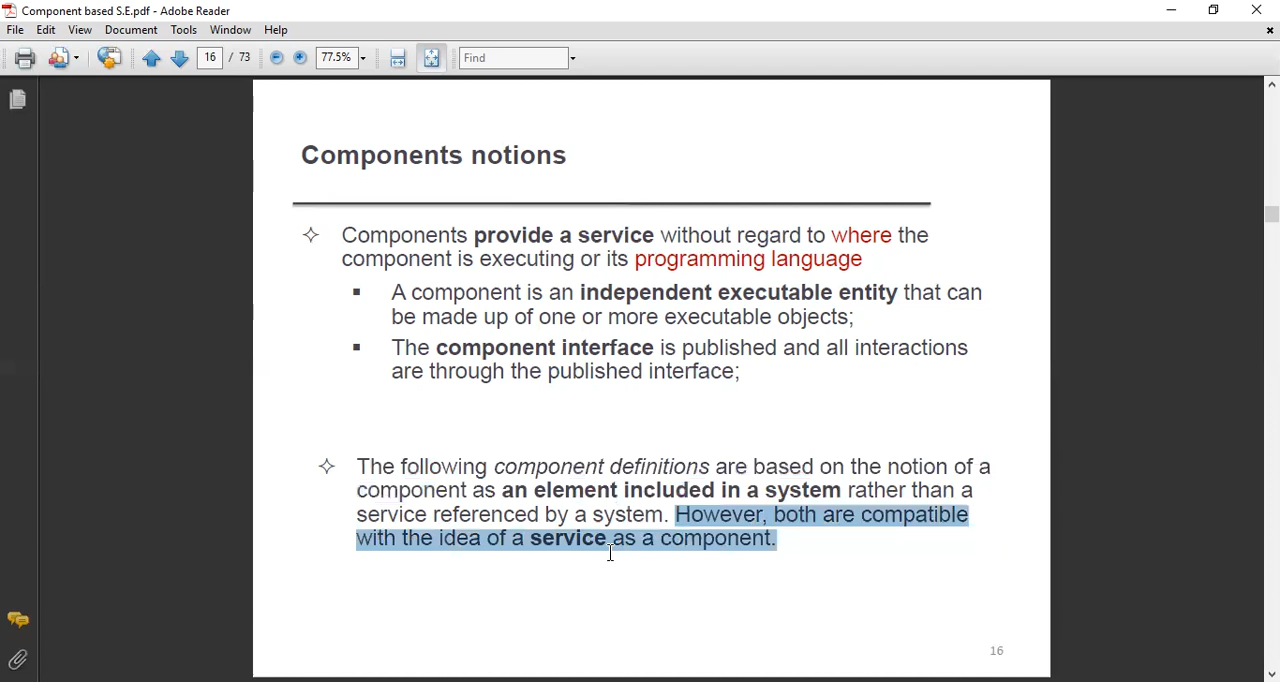 Component based S.E.pdf - Adobe Reader
File Edit View Document Tools Window Help
16 / 73 77.5% Find
Components notions
Components provide a service without regard to where the
component is executing or its programming language
A component is an independent executable entity that can
be made up of one or more executable objects;
The component interface is published and all interactions
are through the published interface;
The following component definitions are based on the notion of a
component as an element included in a system rather than a
service referenced by a system. However, both are compatible
with the idea of a service as a component.
16